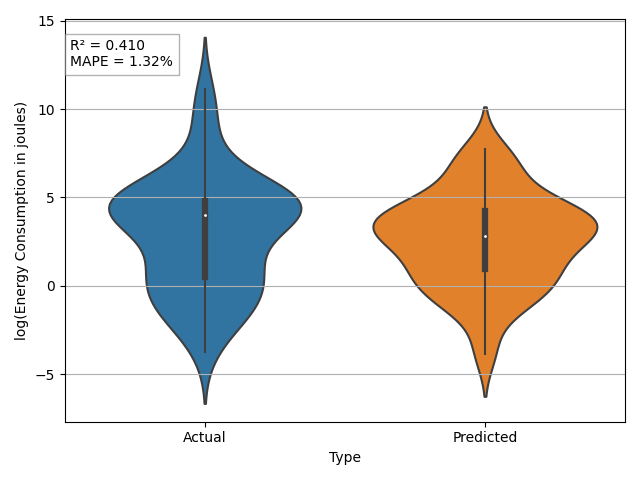 R² = 0.410
MAPE = 1.32%
15
10
5
0
−5
log(Energy Consumption in joules)
Actual
Predicted
Type